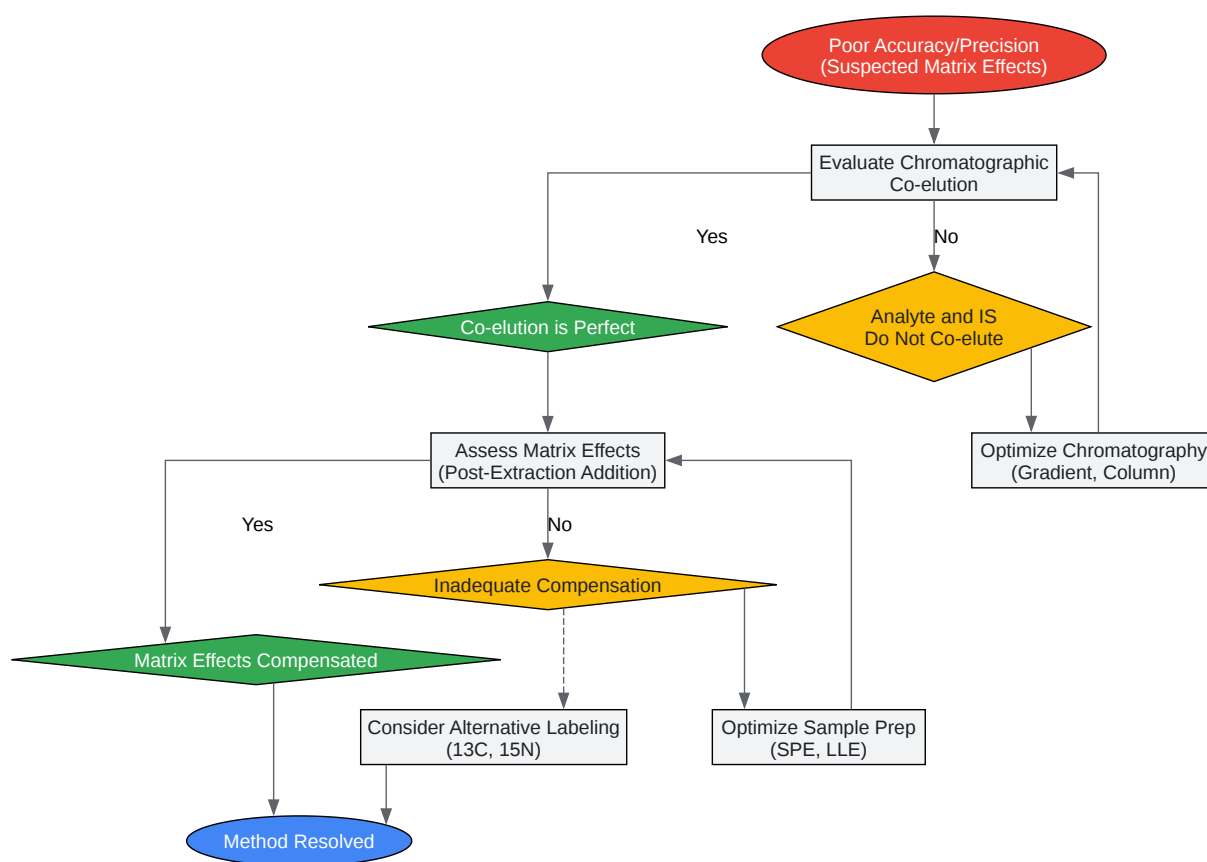 Poor Accuracy/Precision
(Suspected Matrix Effects)
Evaluate Chromatographic
Co-elution
Yes
No
Co-elution is Perfect
Analyte and IS
Do Not Co-elute
Assess Matrix Effects
(Post-Extraction Addition)
Optimize Chromatography
(Gradient, Column)
Yes
No
Inadequate Compensation
Matrix Effects Compensated
Consider Alternative Labeling
(13C, 15N)
Optimize Sample Prep
(SPE, LLE)
Method Resolved